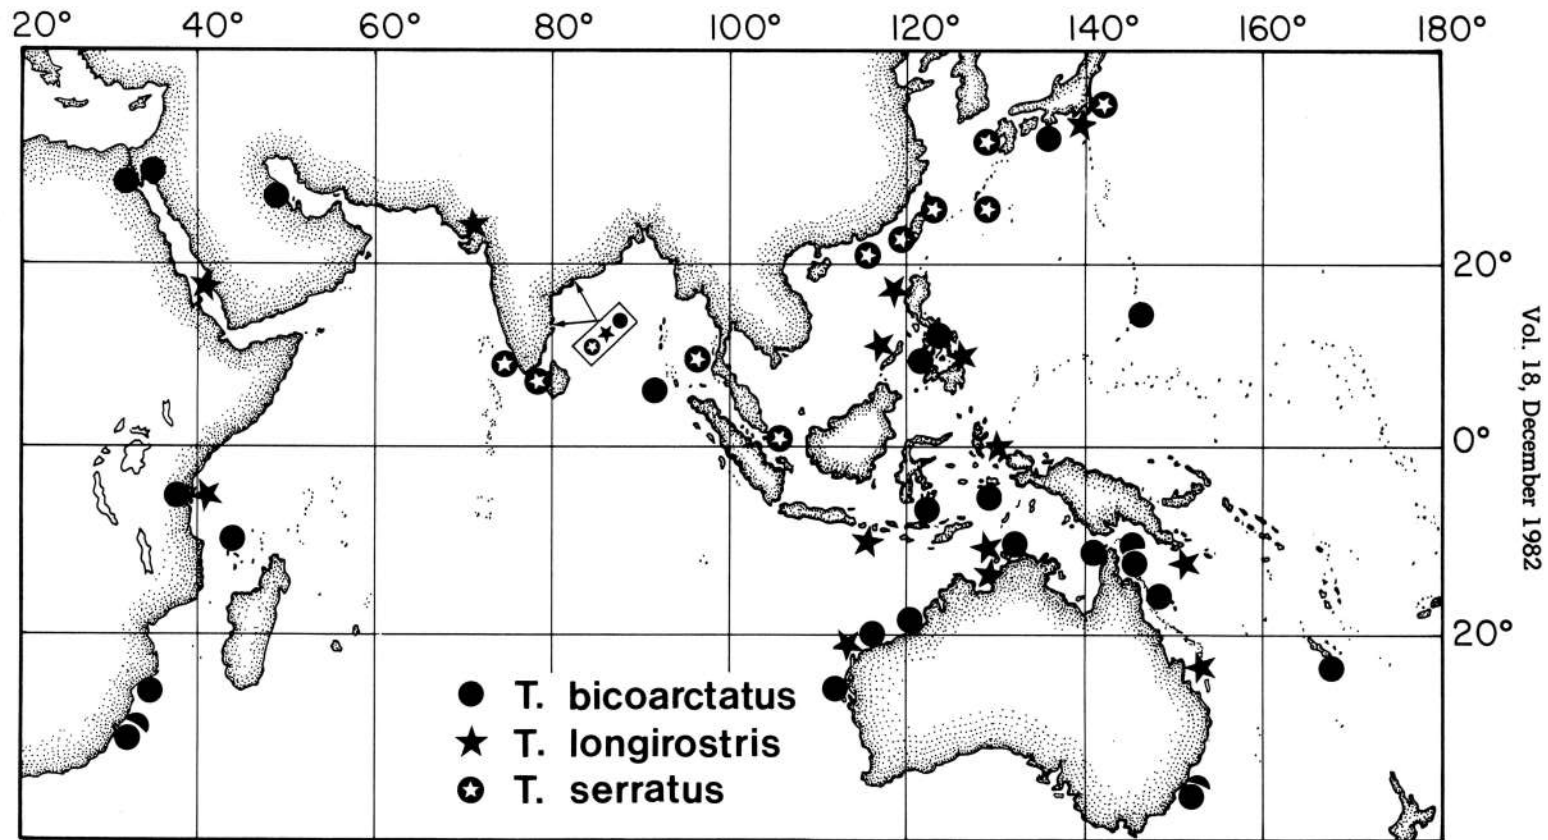 20° 40° 60° 80° 100° 120° 140° 160° 180°
20°
0°
20°
T. bicoarctatus
T. longirostris
T. serratus
Vol. 18, December 1982